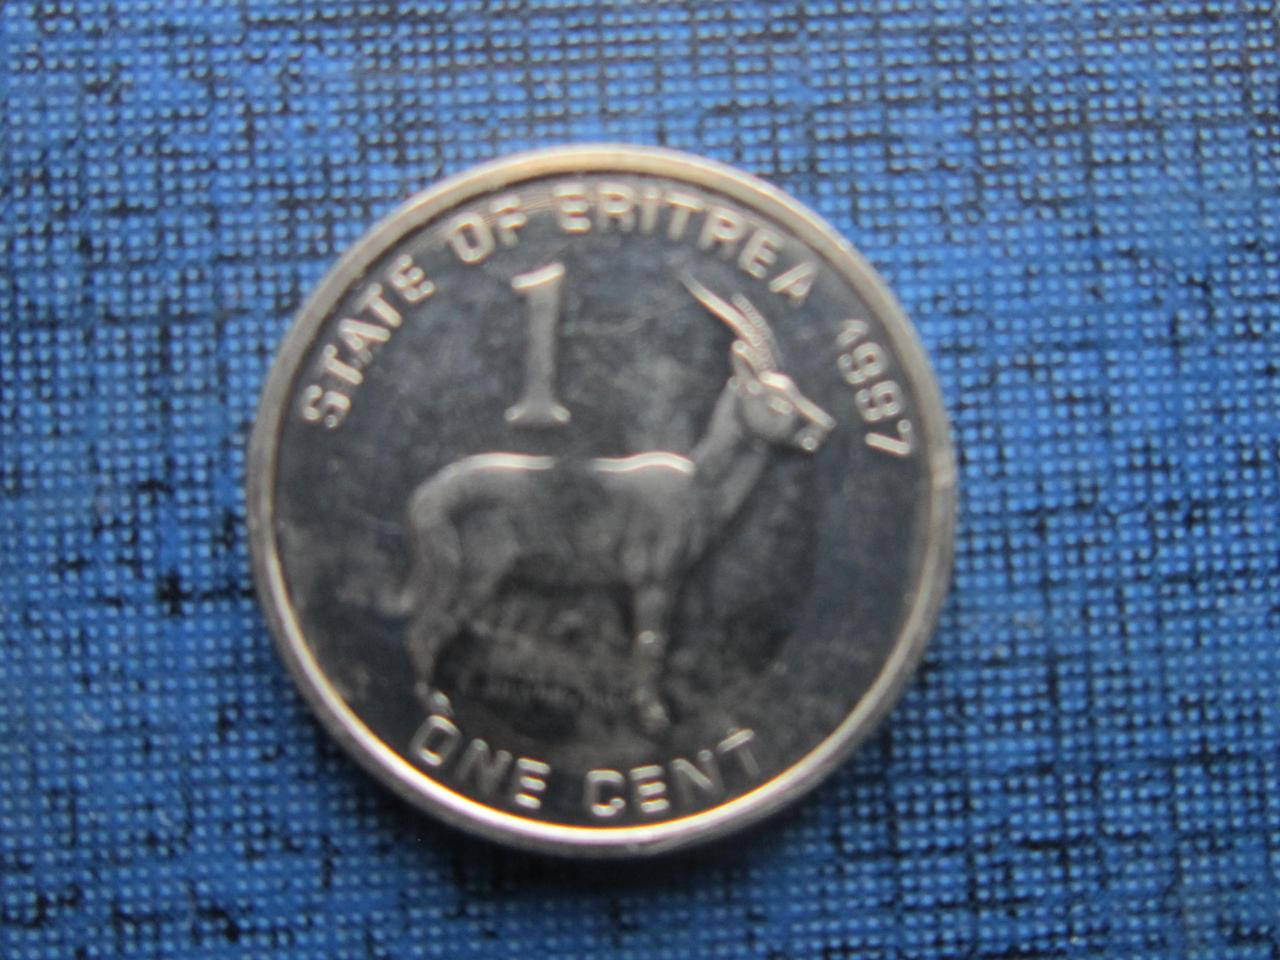 STATE OF ERITREA 1997
1
ONE CENT